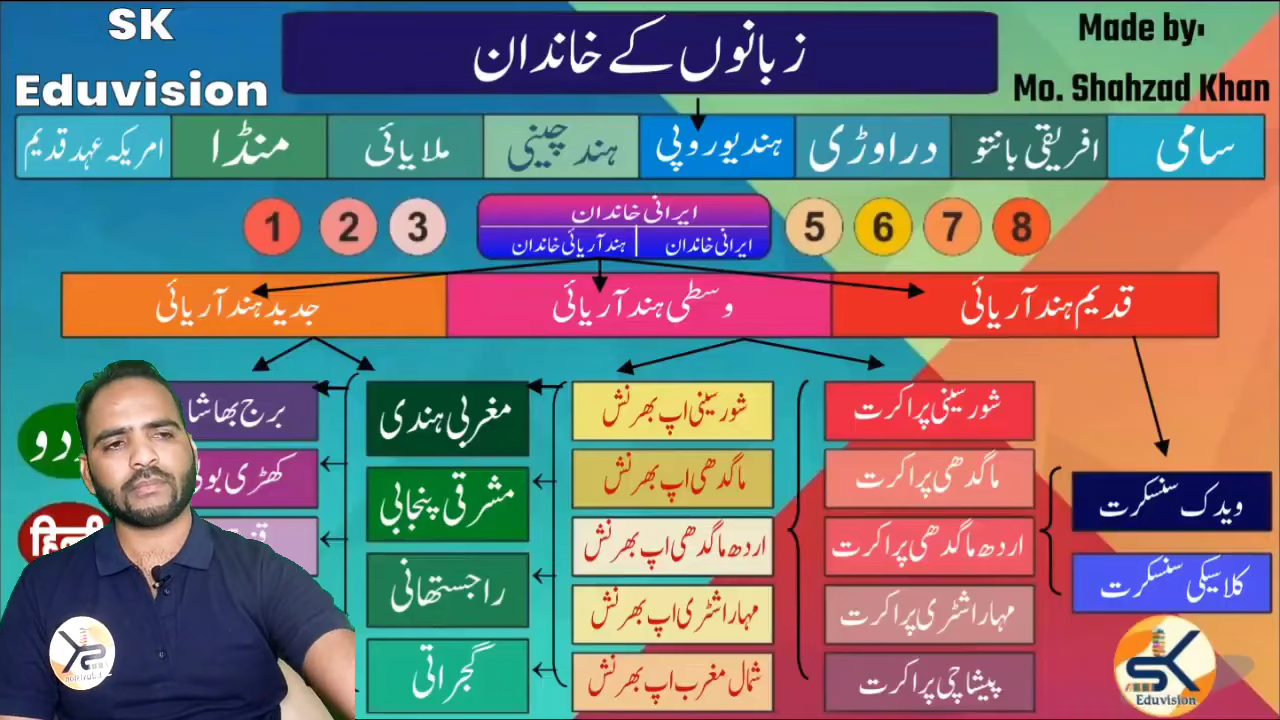 SK
Eduvision
زبانوں کے خاندان
Made by:
Mo. Shahzad Khan
سامی
افریقی بانتو
دراوڑی
ہند یوروپی
ہند چینی
ملایائی
منڈا
امریکہ عہد قدیم
1
2
3
ایرانی خاندان
ایرانی خاندان
ہند آریائی خاندان
5
6
7
8
قدیم ہند آریائی
وسطی ہند آریائی
جدید ہند آریائی
ویدک سنسکرت
کلاسیکی سنسکرت
شورسینی پراکرت
ماگدھی پراکرت
اردھ ماگدھی پراکرت
مہاراشٹری پراکرت
پیشاچی پراکرت
شورسینی اپ بھرنش
ماگدھی اپ بھرنش
اردھ ماگدھی اپ بھرنش
مہاراشٹری اپ بھرنش
شمال مغرب اپ بھرنش
مغربی ہندی
مشرقی پنجابی
راجستھانی
گجراتی
برج بھاشا
کھڑی بولی
SK
Eduvision